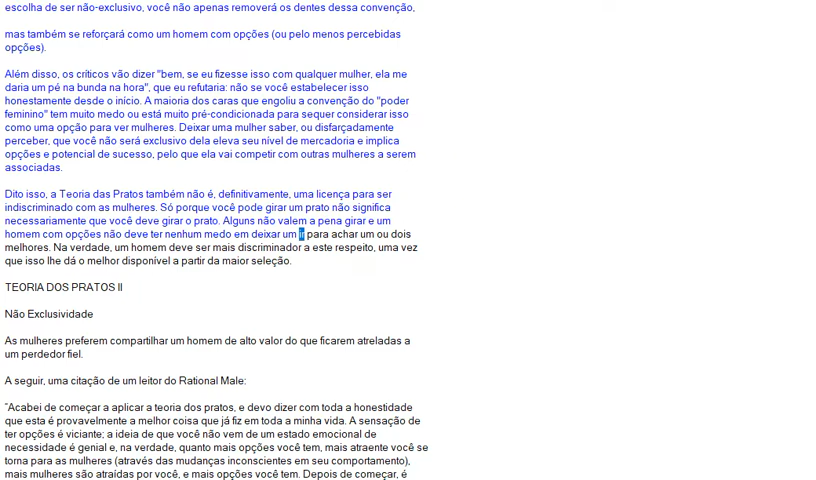 escolha de ser não-exclusivo, você não apenas removerá os dentes dessa convenção,
mas também se reforçará como um homem com opções (ou pelo menos percebidas
opções).
Além disso, os críticos vão dizer "bem, se eu fizesse isso com qualquer mulher, ela me
daria um pé na bunda na hora", que eu refutaria: não se você estabelecer isso
honestamente desde o início. A maioria dos caras que engoliu a convenção do "poder
feminino" tem muito medo ou está muito pré-condicionada para sequer considerar isso
como uma opção para ver mulheres. Deixar uma mulher saber, ou disfarçadamente
perceber, que você não será exclusivo dela eleva seu nível de mercadoria e implica
opções e potencial de sucesso, pelo que ela vai competir com outras mulheres a serem
associadas.
Dito isso, a Teoria das Pratos também não é, definitivamente, uma licença para ser
indiscriminado com as mulheres. Só porque você pode girar um prato não significa
necessariamente que você deve girar o prato. Alguns não valem a pena girar e um
homem com opções não deve ter nenhum medo em deixar um ir para achar um ou dois
melhores. Na verdade, um homem deve ser mais discriminador a este respeito, uma vez
que isso lhe dá o melhor disponível a partir da maior seleção.
TEORIA DOS PRATOS II
Não Exclusividade
As mulheres preferem compartilhar um homem de alto valor do que ficarem atreladas a
um perdedor fiel.
A seguir, uma citação de um leitor do Rational Male:
"Acabei de começar a aplicar a teoria dos pratos, e devo dizer com toda a honestidade
que esta é provavelmente a melhor coisa que já fiz em toda a minha vida. A sensação de
ter opções é viciante; a ideia de que você não vem de um estado emocional de
necessidade é genial e, na verdade, quanto mais opções você tem, mais atraente você se
torna para as mulheres (através das mudanças inconscientes em seu comportamento),
mais mulheres são atraídas por você, e mais opções você tem. Depois de começar, é